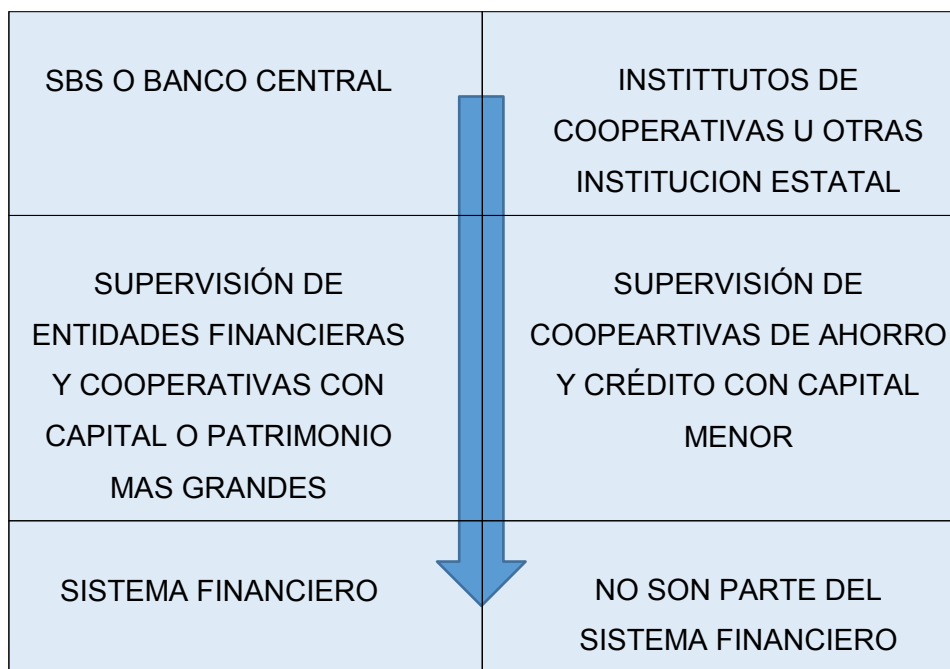 SBS O BANCO CENTRAL
INSTITTUTOS DE
COOPERATIVAS U OTRAS
INSTITUCION ESTATAL
SUPERVISIÓN DE
ENTIDADES FINANCIERAS
Y COOPERATIVAS CON
CAPITAL O PATRIMONIO
MAS GRANDES
SUPERVISIÓN DE
COOPEARTIVAS DE AHORRO
Y CRÉDITO CON CAPITAL
MENOR
SISTEMA FINANCIERO
NO SON PARTE DEL
SISTEMA FINANCIERO